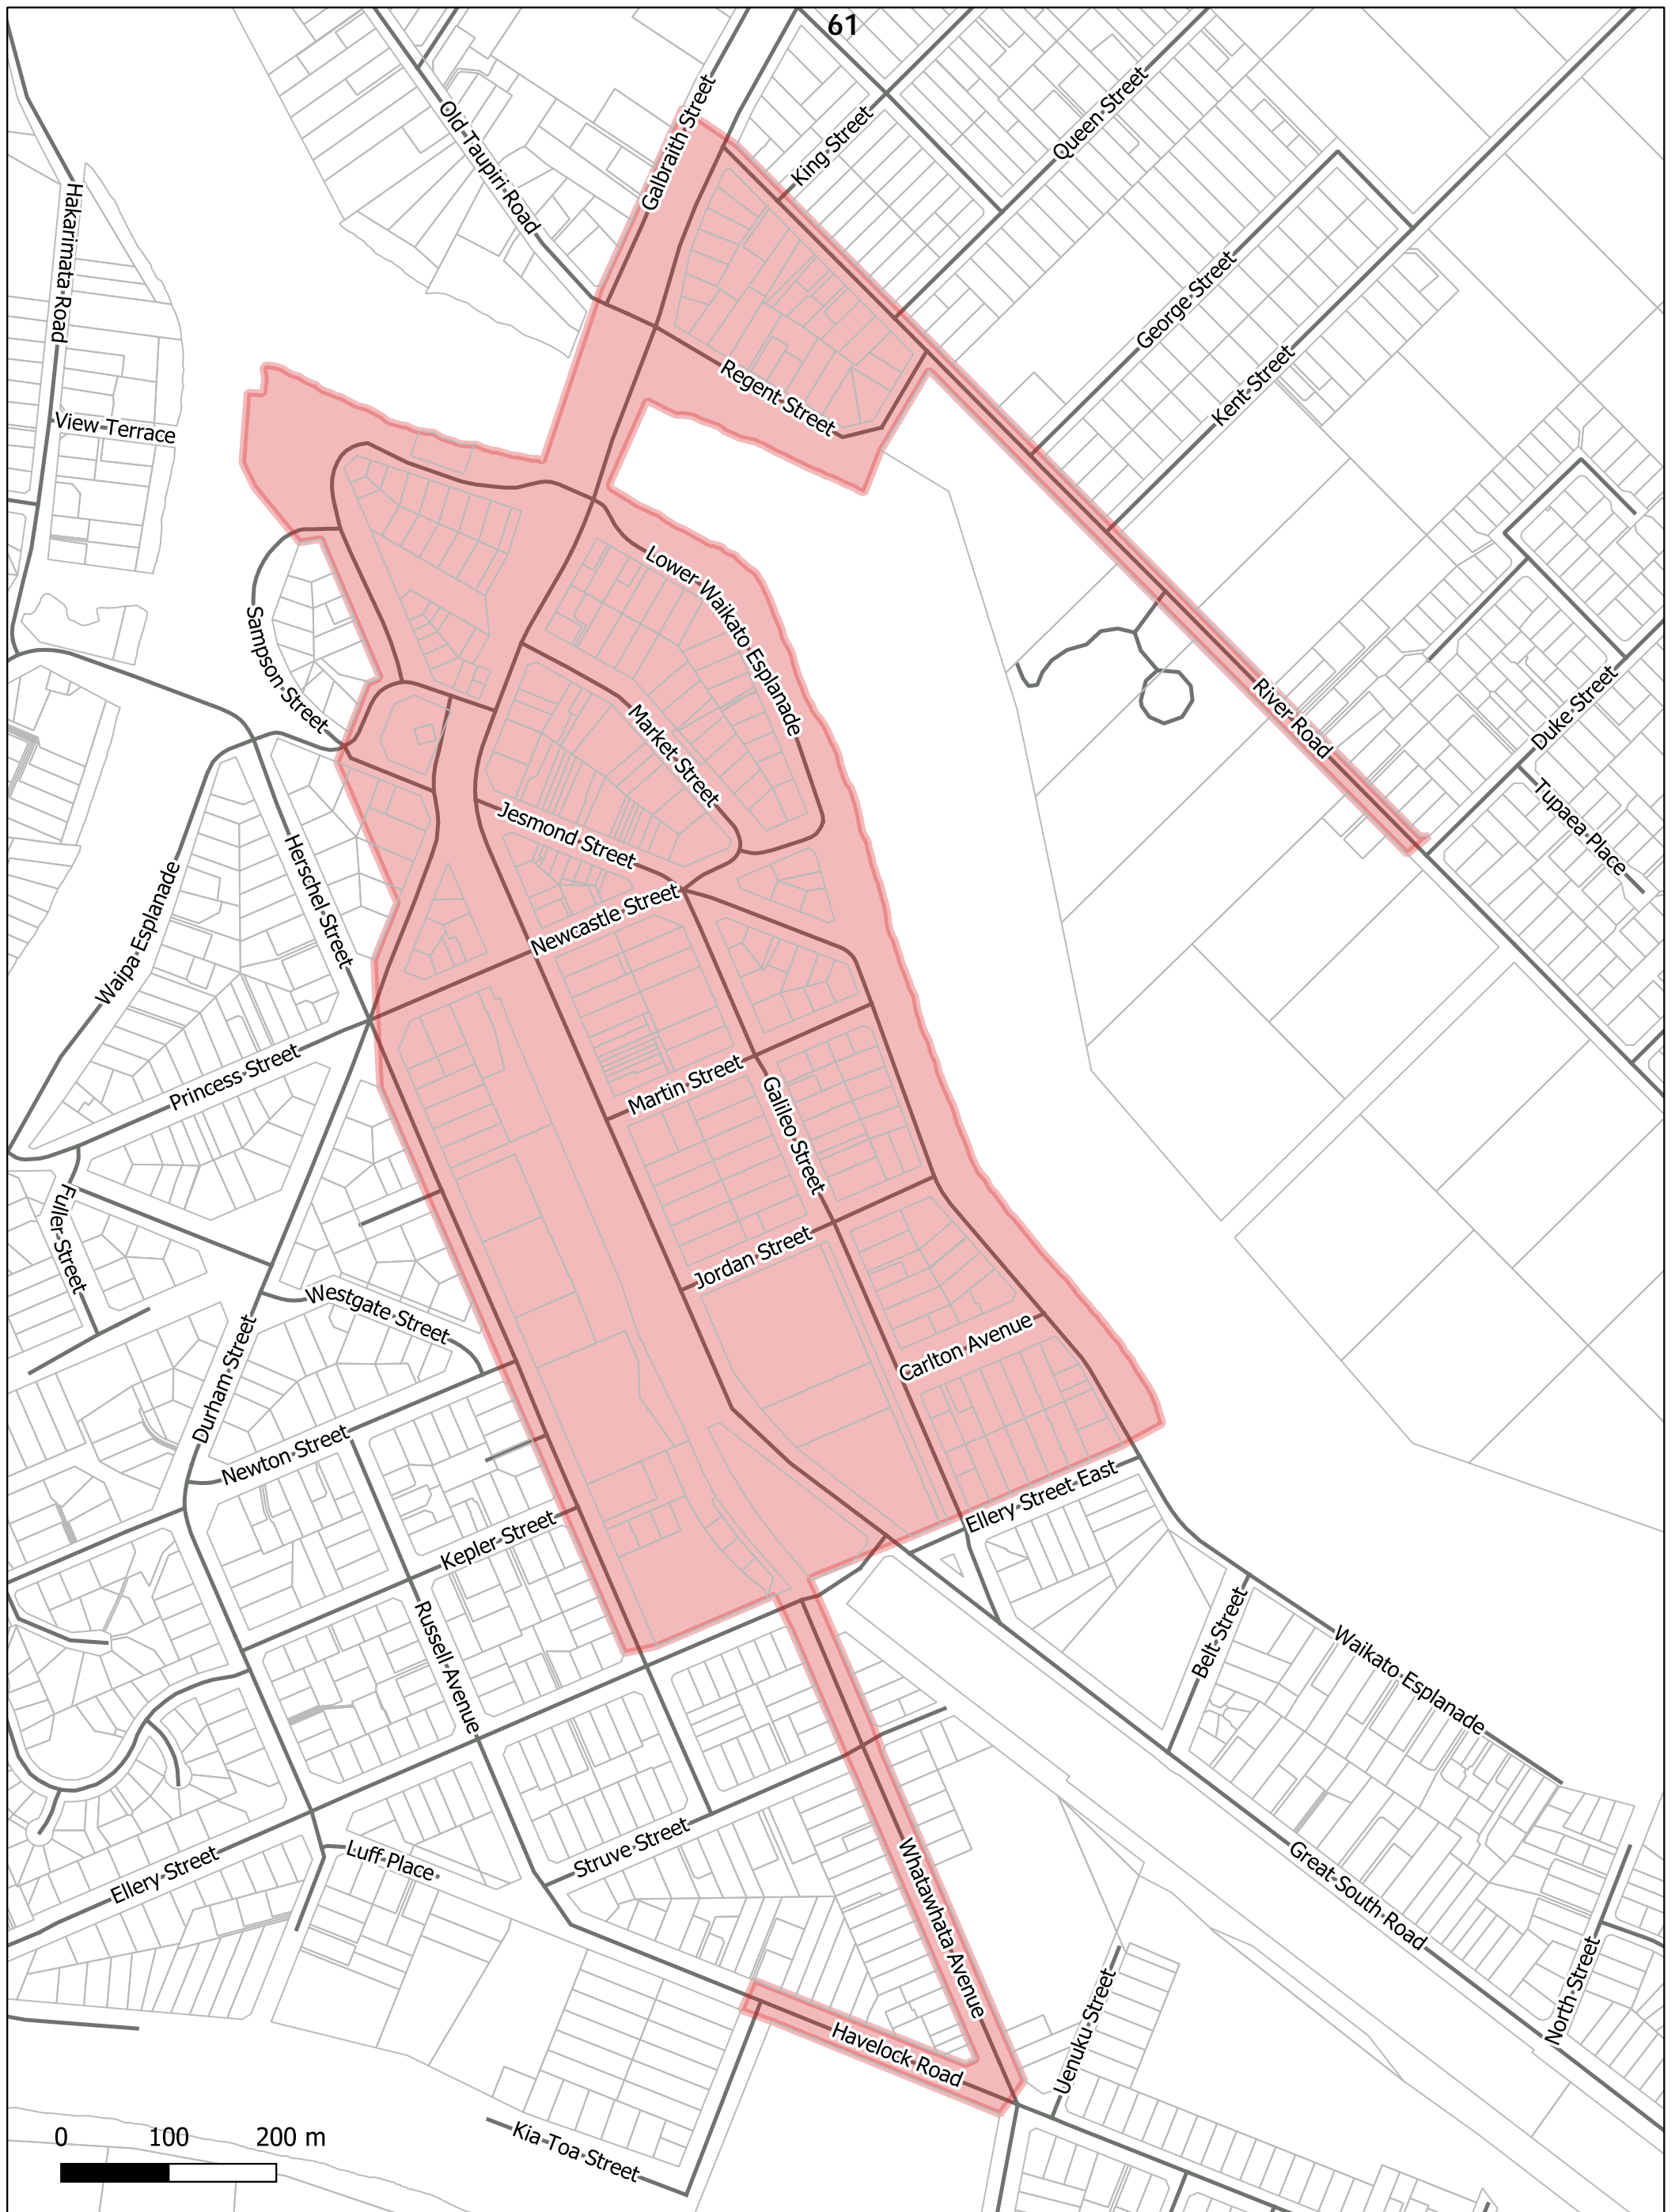 61
Galbraith Street
Old Taupiri Road
King Street
Queen Street
Hakarimata Road
George Street
Kent Street
Regent Street
View Terrace
Lower Waikato Esplanade
Sampson Street
Market Street
River Road
Duke Street
Tupaea Place
Jesmond Street
Herschel Street
Waipa Esplanade
Newcastle Street
Princess Street
Martin Street
Galileo Street
Fuller Street
Jordan Street
Westgate Street
Durham Street
Carlton Avenue
Newton Street
Ellery Street East
Kepler Street
Russell Avenue
Belt Street
Waikato Esplanade
Struve Street
Luff Place
Ellery Street
Whatawhata Avenue
Great South Road
North Street
Uenuku Street
Havelock Road
Kia Toa Street
0 100 200 m